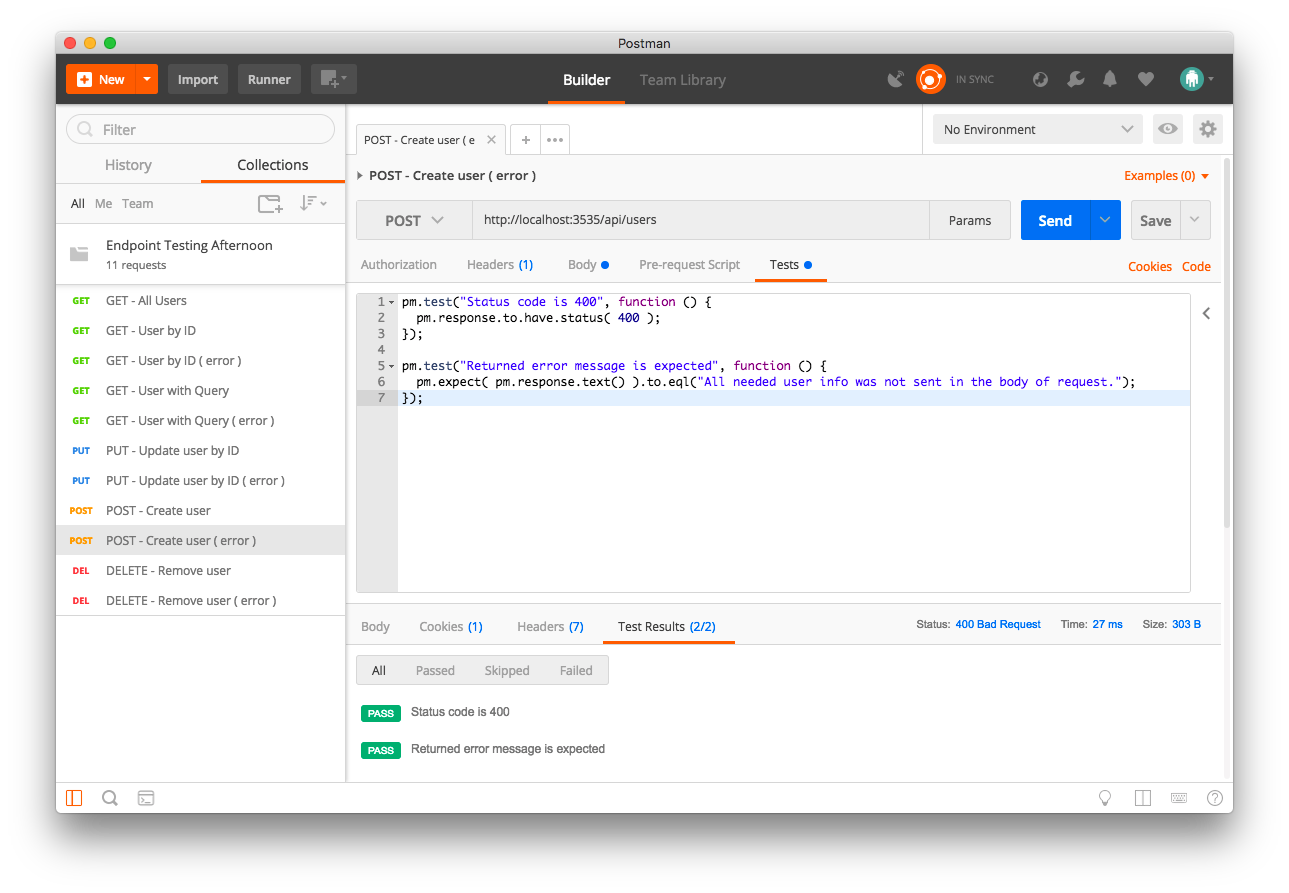 Postman
New Import Runner Builder Team Library IN SYNC
Filter
History Collections
All Me Team
Endpoint Testing Afternoon
11 requests
GET GET - All Users
GET GET - User by ID
GET GET - User by ID ( error )
GET GET - User with Query
GET GET - User with Query ( error )
PUT PUT - Update user by ID
PUT PUT - Update user by ID ( error )
POST POST - Create user
POST POST - Create user ( error )
DEL DELETE - Remove user
DEL DELETE - Remove user ( error )
POST - Create user ( e
No Environment
POST - Create user ( error ) Examples (0)
POST http://localhost:3535/api/users Params Send Save
Authorization Headers (1) Body Pre-request Script Tests Cookies Code
1 pm.test("Status code is 400", function () {
2 pm.response.to.have.status( 400 );
3 });
4
5 pm.test("Returned error message is expected", function () {
6 pm.expect( pm.response.text() ).to.eql("All needed user info was not sent in the body of request.");
7 });
Body Cookies (1) Headers (7) Test Results (2/2) Status: 400 Bad Request Time: 27 ms Size: 303 B
All Passed Skipped Failed
PASS Status code is 400
PASS Returned error message is expected